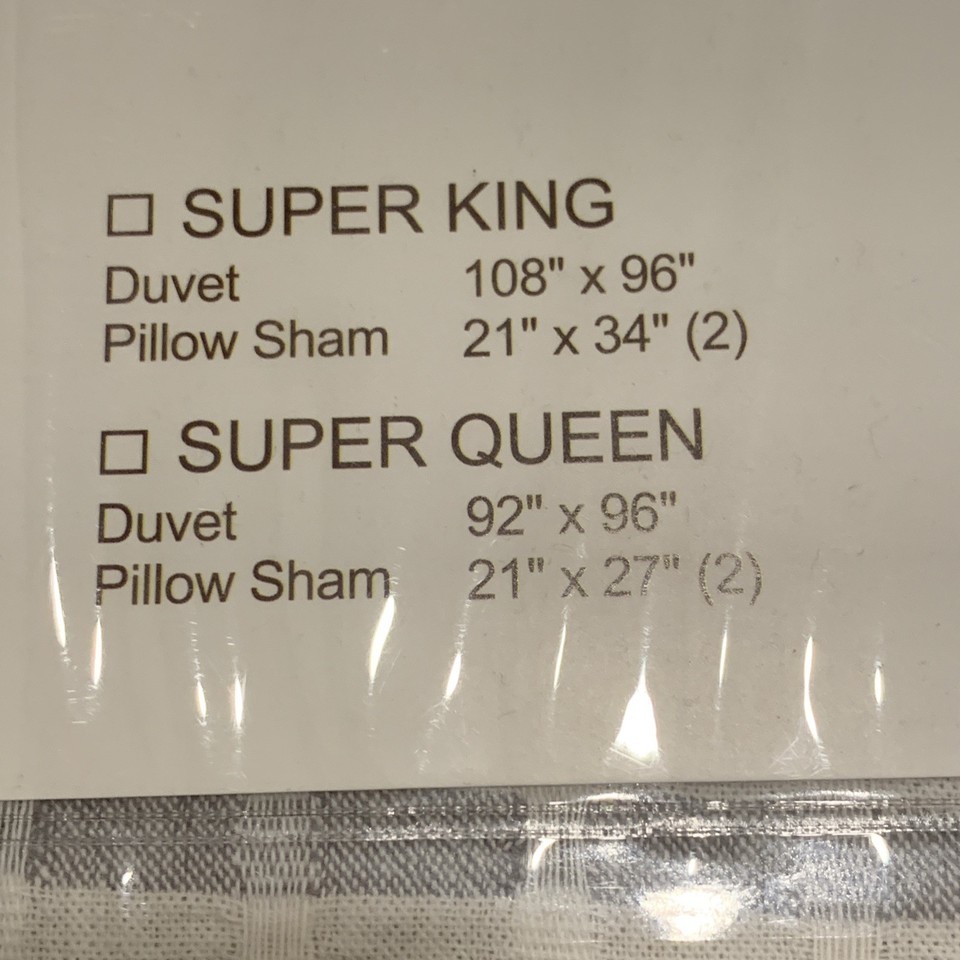 ☐ SUPER KING
Duvet 108" x 96"
Pillow Sham 21" x 34" (2)
☐ SUPER QUEEN
Duvet 92" x 96"
Pillow Sham 21" x 27" (2)